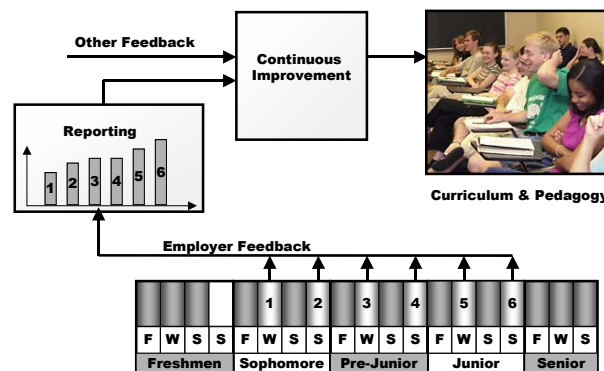 Other Feedback
Continuous
Improvement
Reporting
1 2 3 4 5 6
Curriculum & Pedagogy
Employer Feedback
1 2 3 4 5 6
F W S S F W S S F W S S F W S S F W S
Freshmen Sophomore Pre-Junior Junior Senior